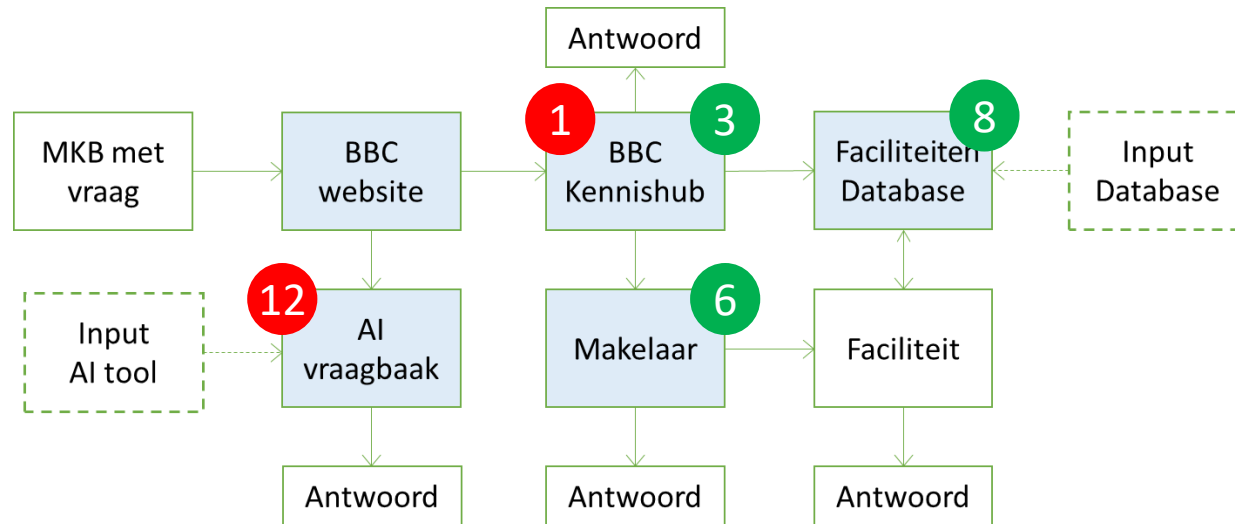 Antwoord
1
3
8
MKB met
vraag
BBC
website
BBC
Kennishub
Faciliteiten
Database
Input
Database
12
6
Input
AI tool
AI
vraagbaak
Makelaar
Faciliteit
Antwoord
Antwoord
Antwoord